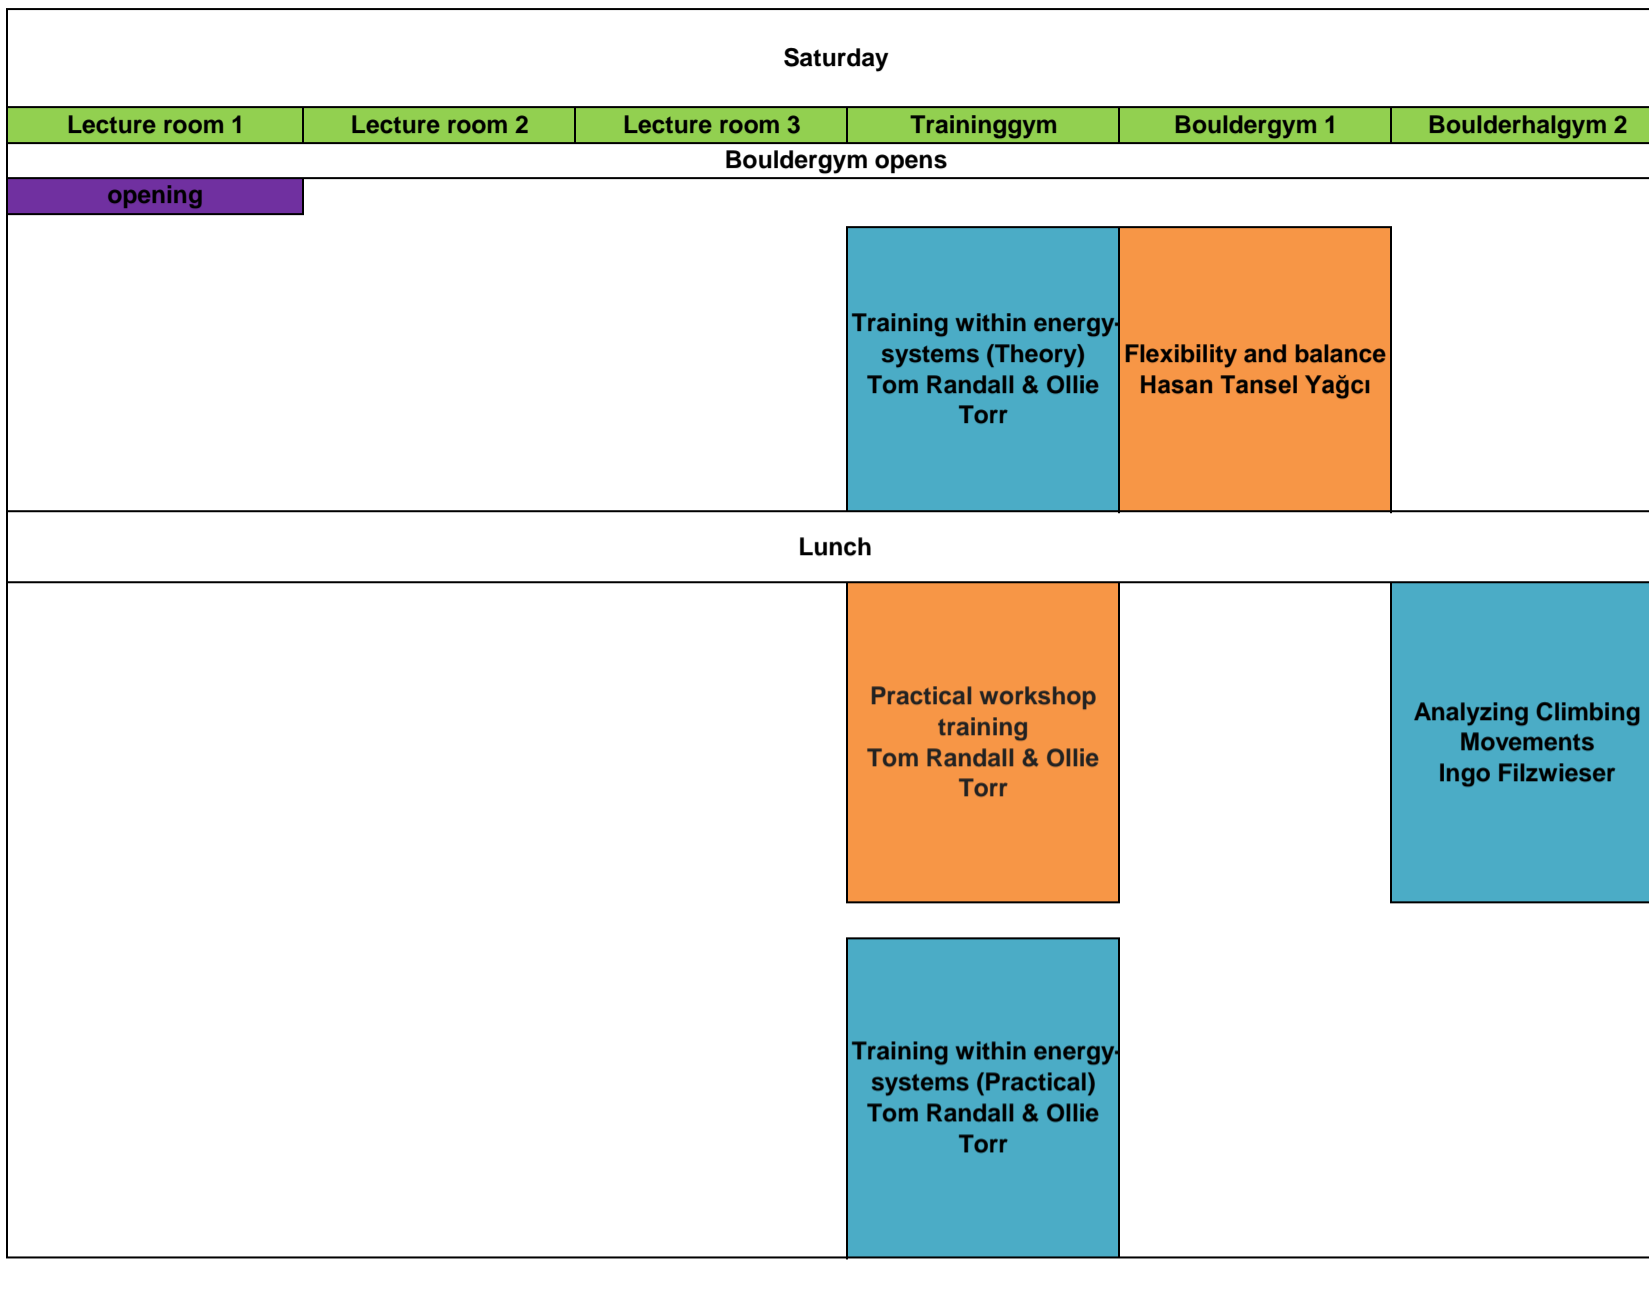 Saturday
Lecture room 1 Lecture room 2 Lecture room 3 Traininggym Bouldergym 1 Boulderhalgym 2
Bouldergym opens
opening
Training within energy-
systems (Theory)
Tom Randall & Ollie
Torr
Flexibility and balance
Hasan Tansel Yağcı
Lunch
Practical workshop
training
Tom Randall & Ollie
Torr
Analyzing Climbing
Movements
Ingo Filzwieser
Training within energy-
systems (Practical)
Tom Randall & Ollie
Torr